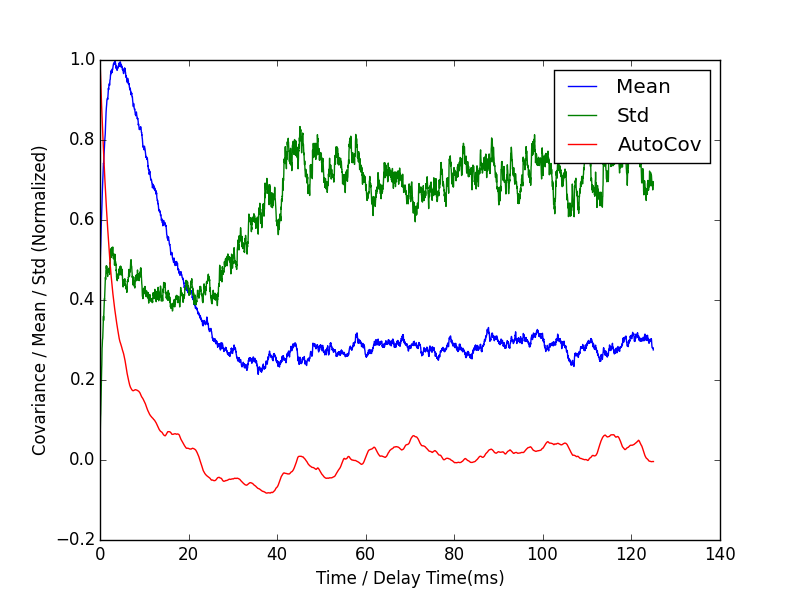 Mean
Std
AutoCov
1.0
0.8
0.6
0.4
0.2
0.0
−0.2
0 20 40 60 80 100 120 140
Covariance / Mean / Std (Normalized)
Time / Delay Time(ms)